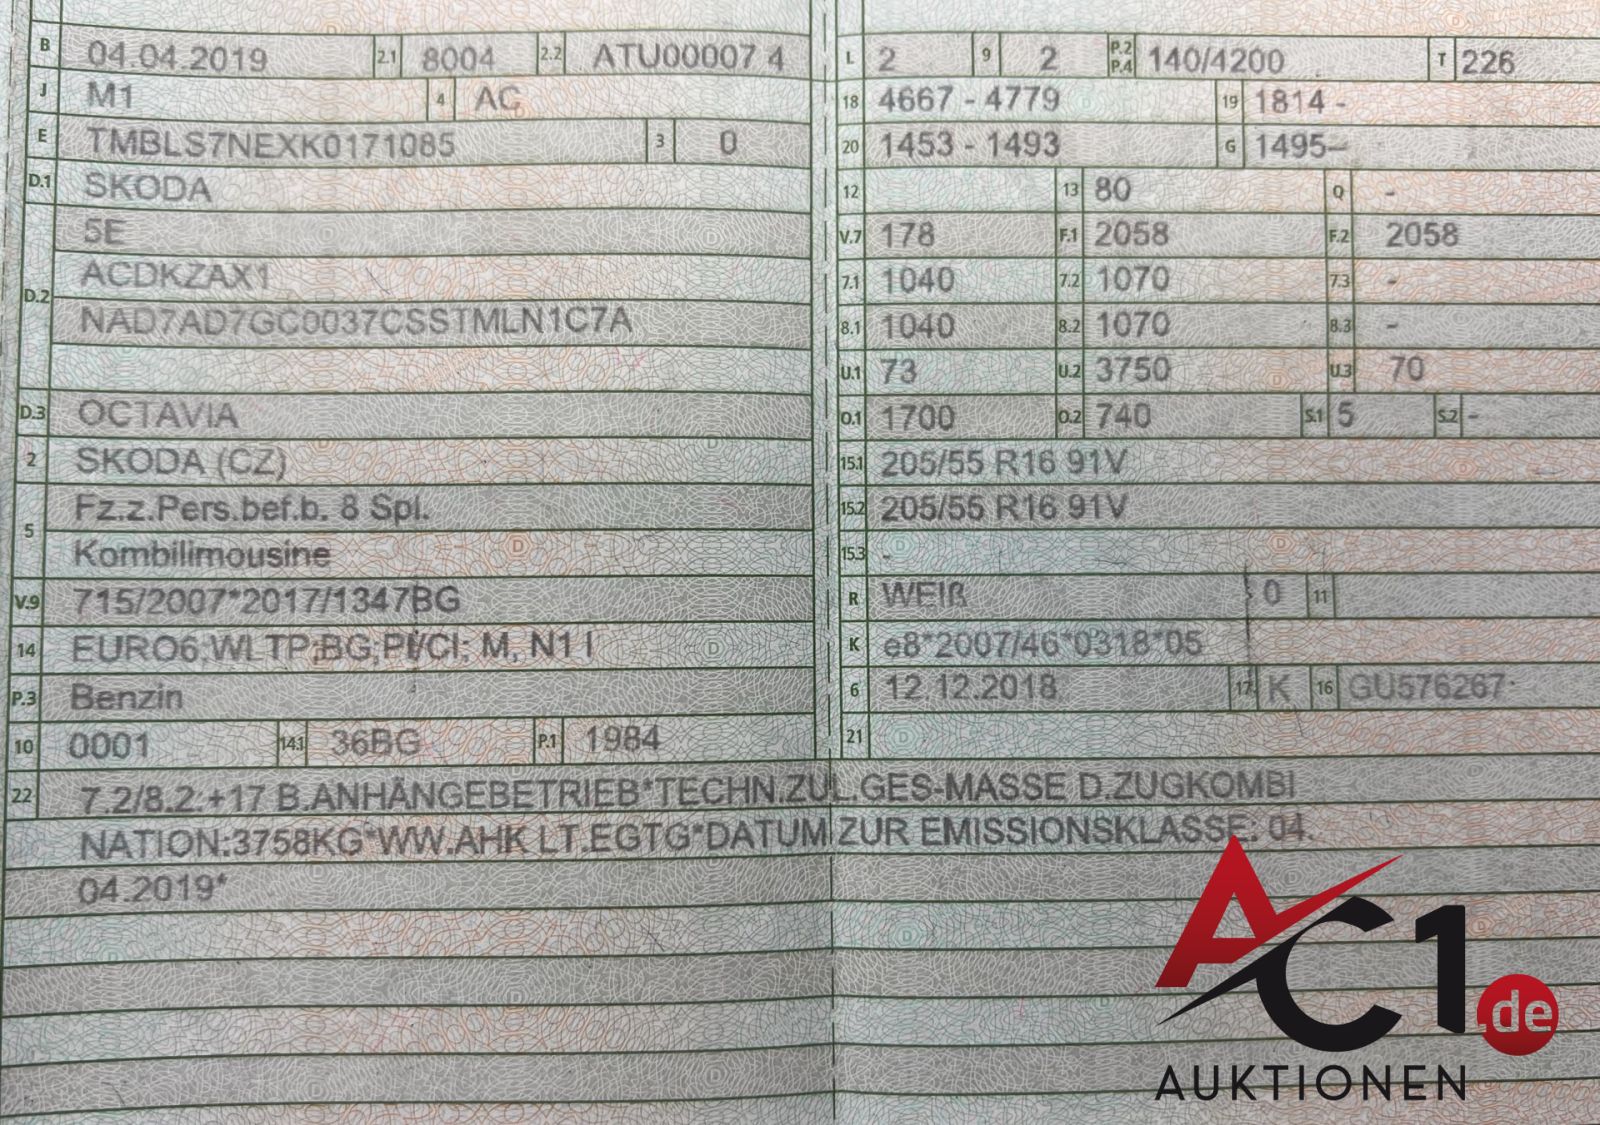 B 04.04.2019 2.1 8004 2.2 ATU00007 4
J M1 4 AC
E TMBLS7NEXK0171085 3 0
D.1 SKODA
D.2 5E
ACDKZAX1
NAD7AD7GC0037CSSTMLN1C7A
D.3 OCTAVIA
2 SKODA (CZ)
5 Fz.z.Pers.bef.b. 8 Spl.
Kombilimousine
V.9 715/2007*2017/1347BG
14 EURO6;WLTP;BG;PI/CI; M, N1 I
P.3 Benzin
10 0001 14.1 36BG P.1 1984
L 2 9 2 P.2 P.4 140/4200 T 226
18 4667 - 4779 19 1814 -
20 1453 - 1493 G 1495-
12 13 80 Q -
V.7 178 F.1 2058 F.2 2058
7.1 1040 7.2 1070 7.3 -
8.1 1040 8.2 1070 8.3 -
U.1 73 U.2 3750 U.3 70
O.1 1700 O.2 740 S.1 5 S.2 -
15.1 205/55 R16 91V
15.2 205/55 R16 91V
15.3 -
R WEIß 0 11
K e8*2007/46*0318*05
6 12.12.2018 17 K 16 GU576267
21
22 7.2/8.2:+17 B.ANHÄNGEBETRIEB*TECHN.ZUL.GES-MASSE D.ZUGKOMBI
NATION:3758KG*WW.AHK LT.EGTG*DATUM ZUR EMISSIONSKLASSE: 04.
04.2019*
AC1.de
AUKTIONEN